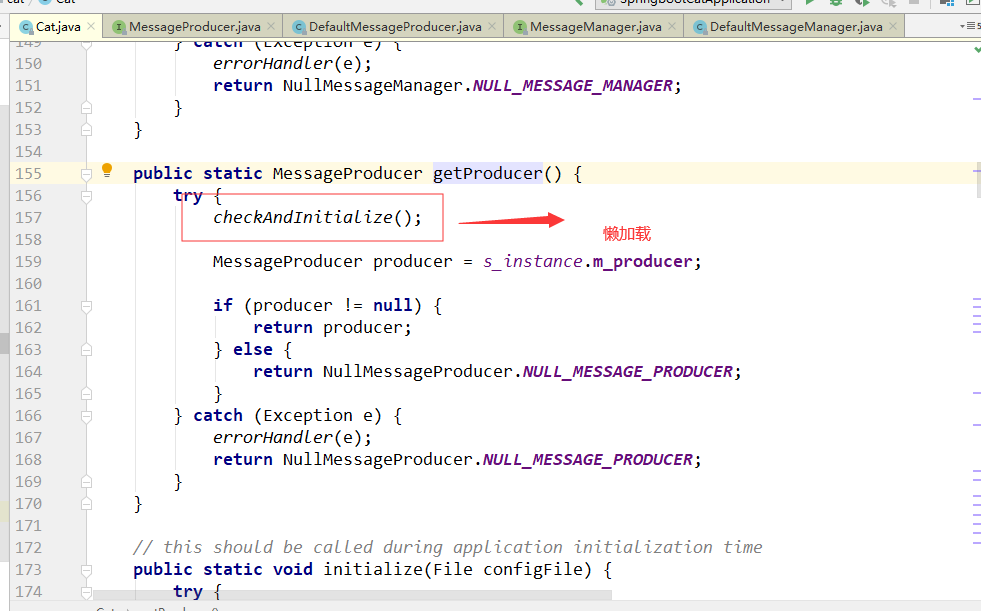 Cat
SpringBootCatApplication
Cat.java
MessageProducer.java
DefaultMessageProducer.java
MessageManager.java
DefaultMessageManager.java
149 } catch (Exception e) {
150 errorHandler(e);
151 return NullMessageManager.NULL_MESSAGE_MANAGER;
152 }
153 }
154
155 public static MessageProducer getProducer() {
156 try {
157 checkAndInitialize();
158
懒加载
159 MessageProducer producer = s_instance.m_producer;
160
161 if (producer != null) {
162 return producer;
163 } else {
164 return NullMessageProducer.NULL_MESSAGE_PRODUCER;
165 }
166 } catch (Exception e) {
167 errorHandler(e);
168 return NullMessageProducer.NULL_MESSAGE_PRODUCER;
169 }
170 }
171
172 // this should be called during application initialization time
173 public static void initialize(File configFile) {
174 try {